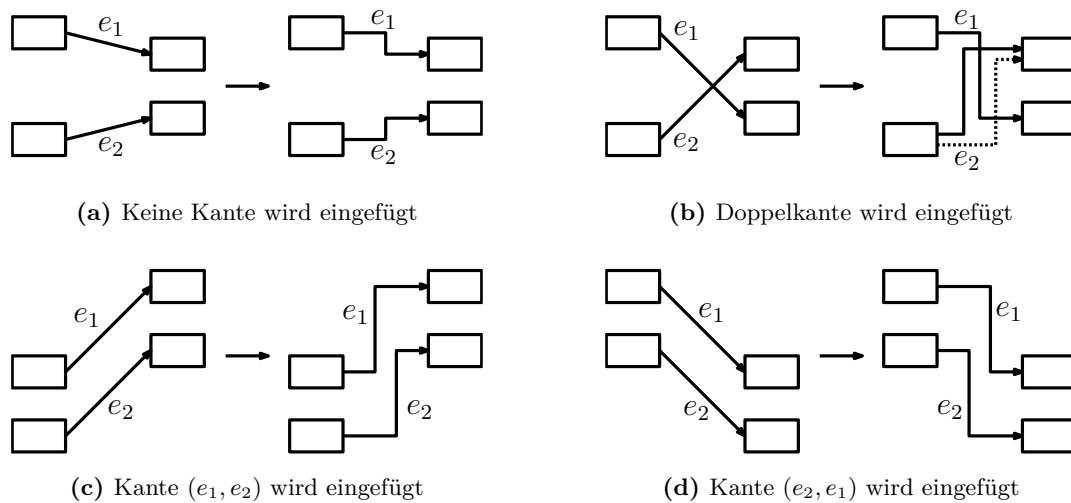 e₁ e₁ e₁ e₁
e₂ e₂ e₂ e₂
(a) Keine Kante wird eingefügt
(b) Doppelkante wird eingefügt
e₁ e₁ e₁ e₁
e₂ e₂ e₂ e₂
(c) Kante (e₁, e₂) wird eingefügt
(d) Kante (e₂, e₁) wird eingefügt